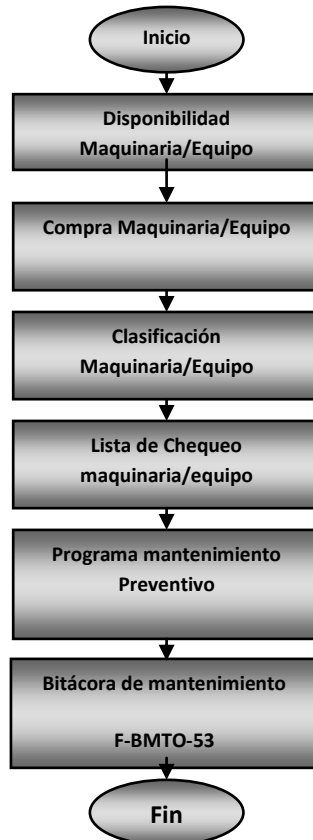 Inicio
Disponibilidad
Maquinaria/Equipo
Compra Maquinaria/Equipo
Clasificación
Maquinaria/Equipo
Lista de Chequeo
maquinaria/equipo
Programa mantenimiento
Preventivo
Bitácora de mantenimiento
F-BMTO-53
Fin